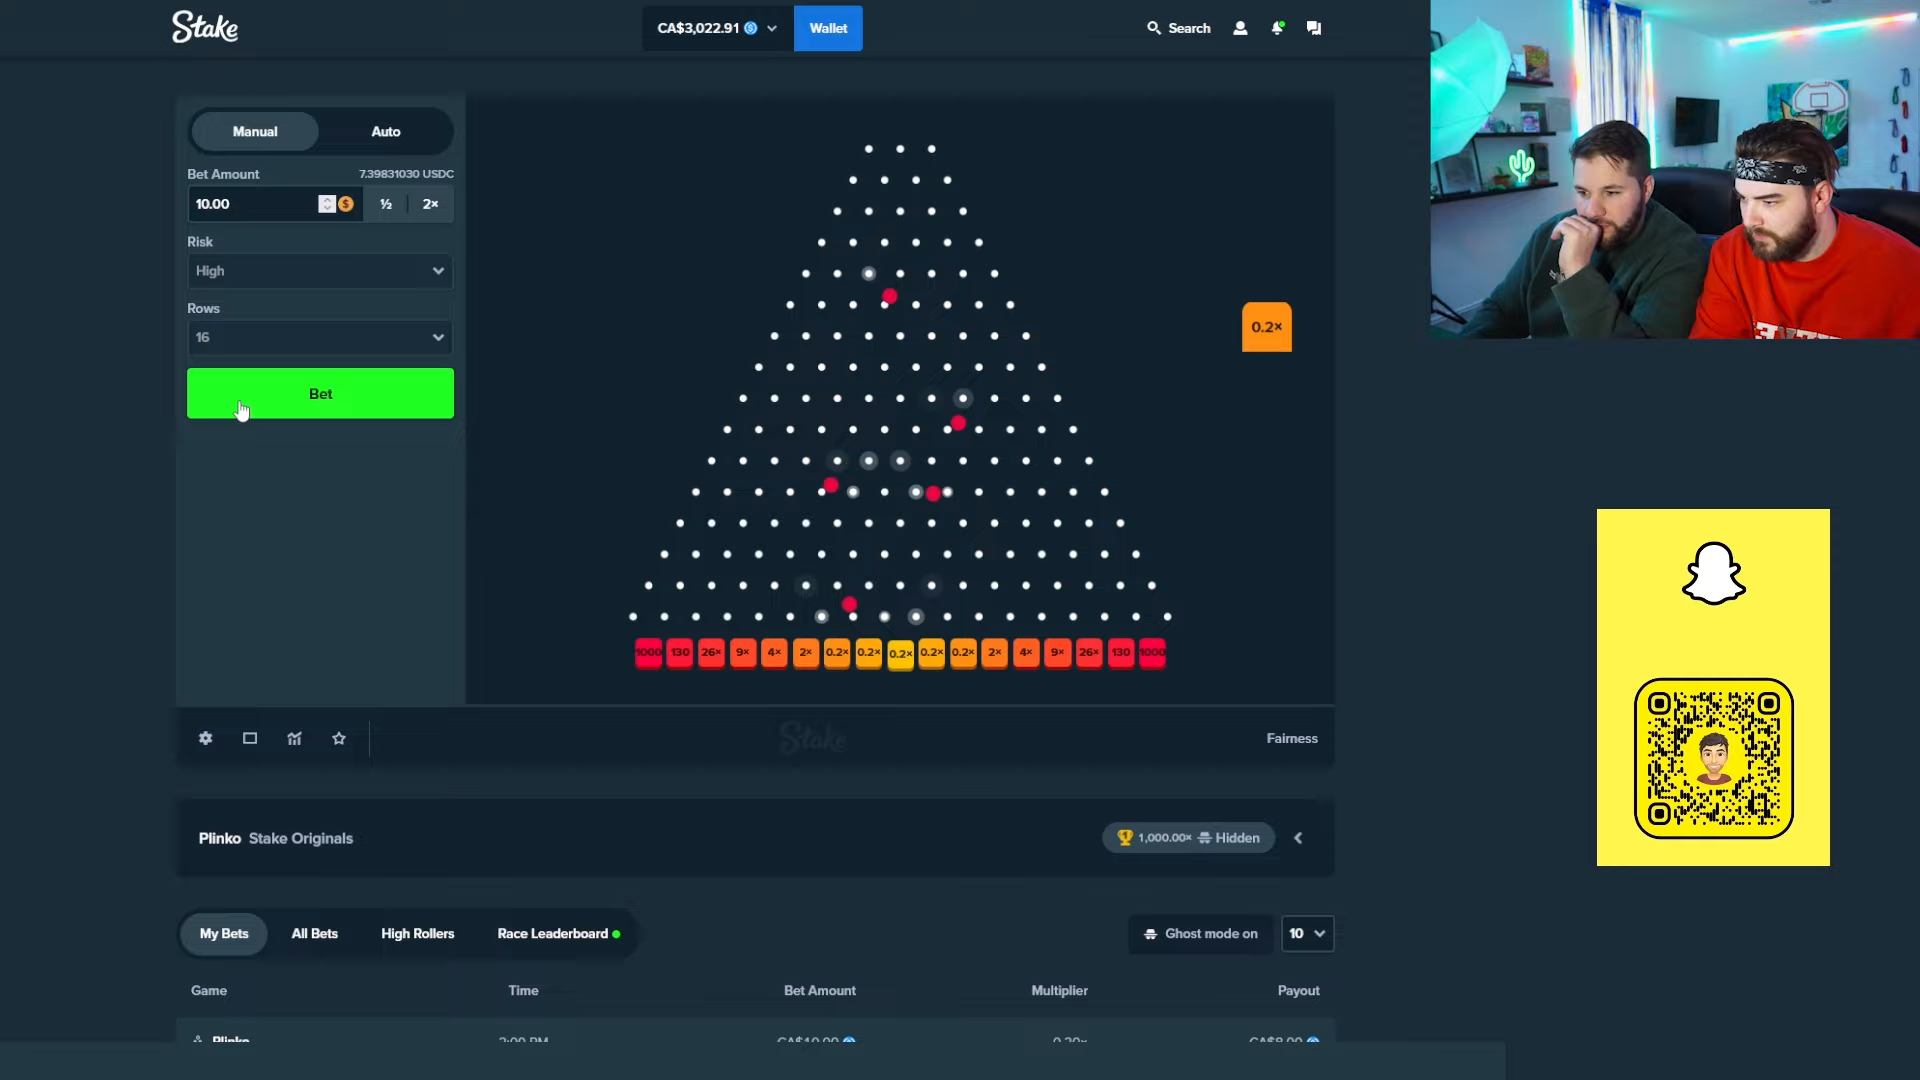 Stake
CA$3,022.91
Wallet
Search
Manual
Auto
Bet Amount
7.39831030 USDC
10.00
½
2×
Risk
High
Rows
16
Bet
0.2×
1000 130 26× 9× 4× 2× 0.2× 0.2× 0.2× 0.2× 0.2× 2× 4× 9× 26× 130 1000
Stake
Fairness
Plinko Stake Originals
1,000.00× Hidden
My Bets
All Bets
High Rollers
Race Leaderboard
Ghost mode on
10
Game
Time
Bet Amount
Multiplier
Payout
Plinko